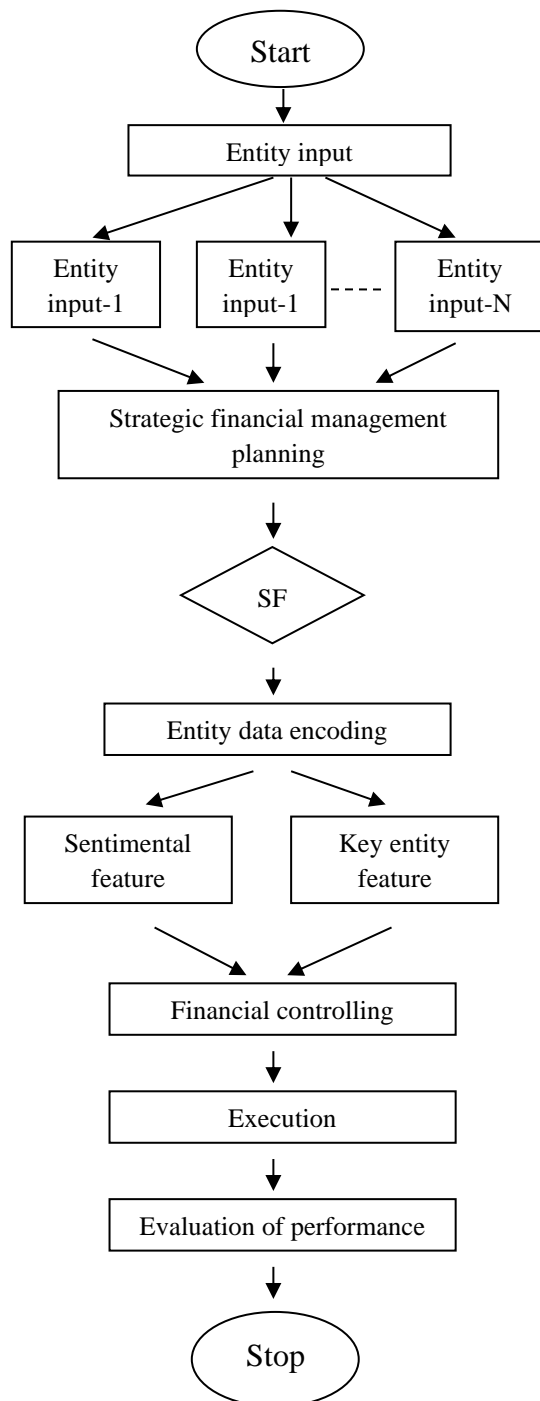 Start
Entity input
Entity
input-1
Entity
input-1
Entity
input-N
Strategic financial management
planning
SF
Entity data encoding
Sentimental
feature
Key entity
feature
Financial controlling
Execution
Evaluation of performance
Stop